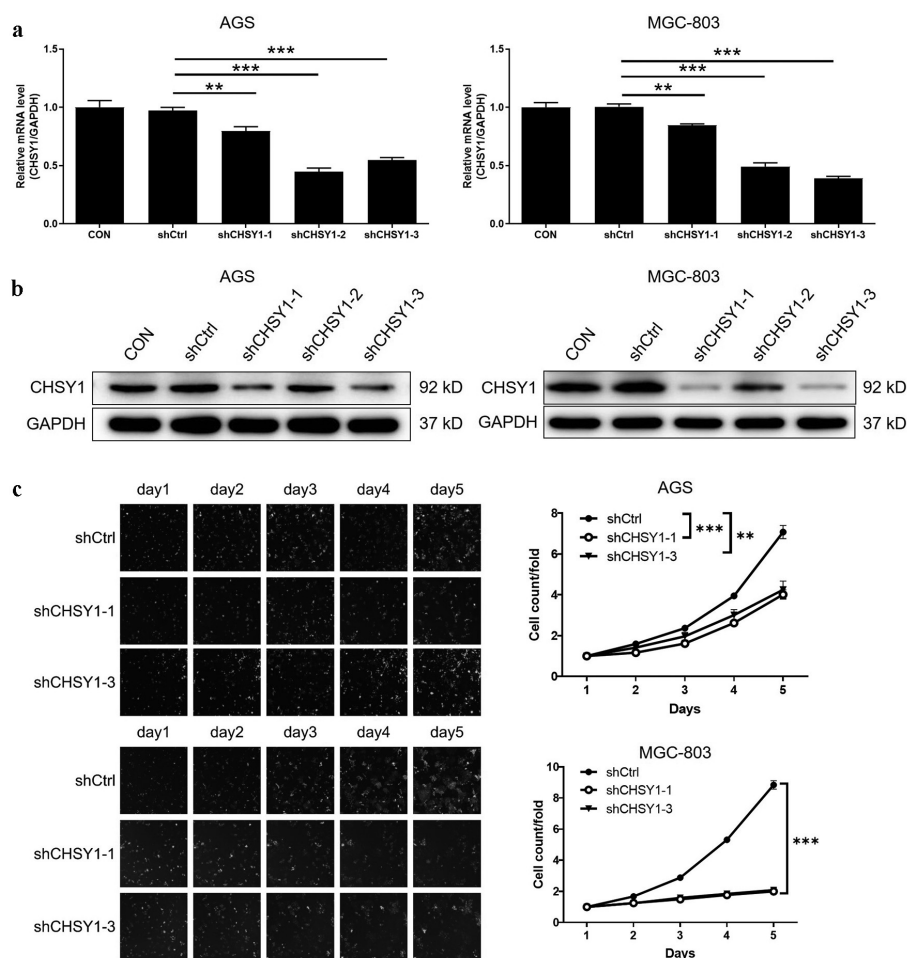 a
AGS
MGC-803
Relative mRNA level
(CHSY1/GAPDH)
1.5
1.0
0.5
0.0
***
***
**
CON
shCtrl
shCHSY1-1
shCHSY1-2
shCHSY1-3
Relative mRNA level
(CHSY1/GAPDH)
1.5
1.0
0.5
0.0
***
***
**
CON
shCtrl
shCHSY1-1
shCHSY1-2
shCHSY1-3
b
AGS
MGC-803
CON
shCtrl
shCHSY1-1
shCHSY1-2
shCHSY1-3
CHSY1
92 kD
GAPDH
37 kD
CON
shCtrl
shCHSY1-1
shCHSY1-2
shCHSY1-3
CHSY1
92 kD
GAPDH
37 kD
c
day1 day2 day3 day4 day5
shCtrl
shCHSY1-1
shCHSY1-3
day1 day2 day3 day4 day5
shCtrl
shCHSY1-1
shCHSY1-3
AGS
Cell count/fold
8
6
4
2
0
shCtrl
shCHSY1-1
shCHSY1-3
***
**
1 2 3 4 5
Days
MGC-803
Cell count/fold
10
8
6
4
2
0
shCtrl
shCHSY1-1
shCHSY1-3
***
1 2 3 4 5
Days